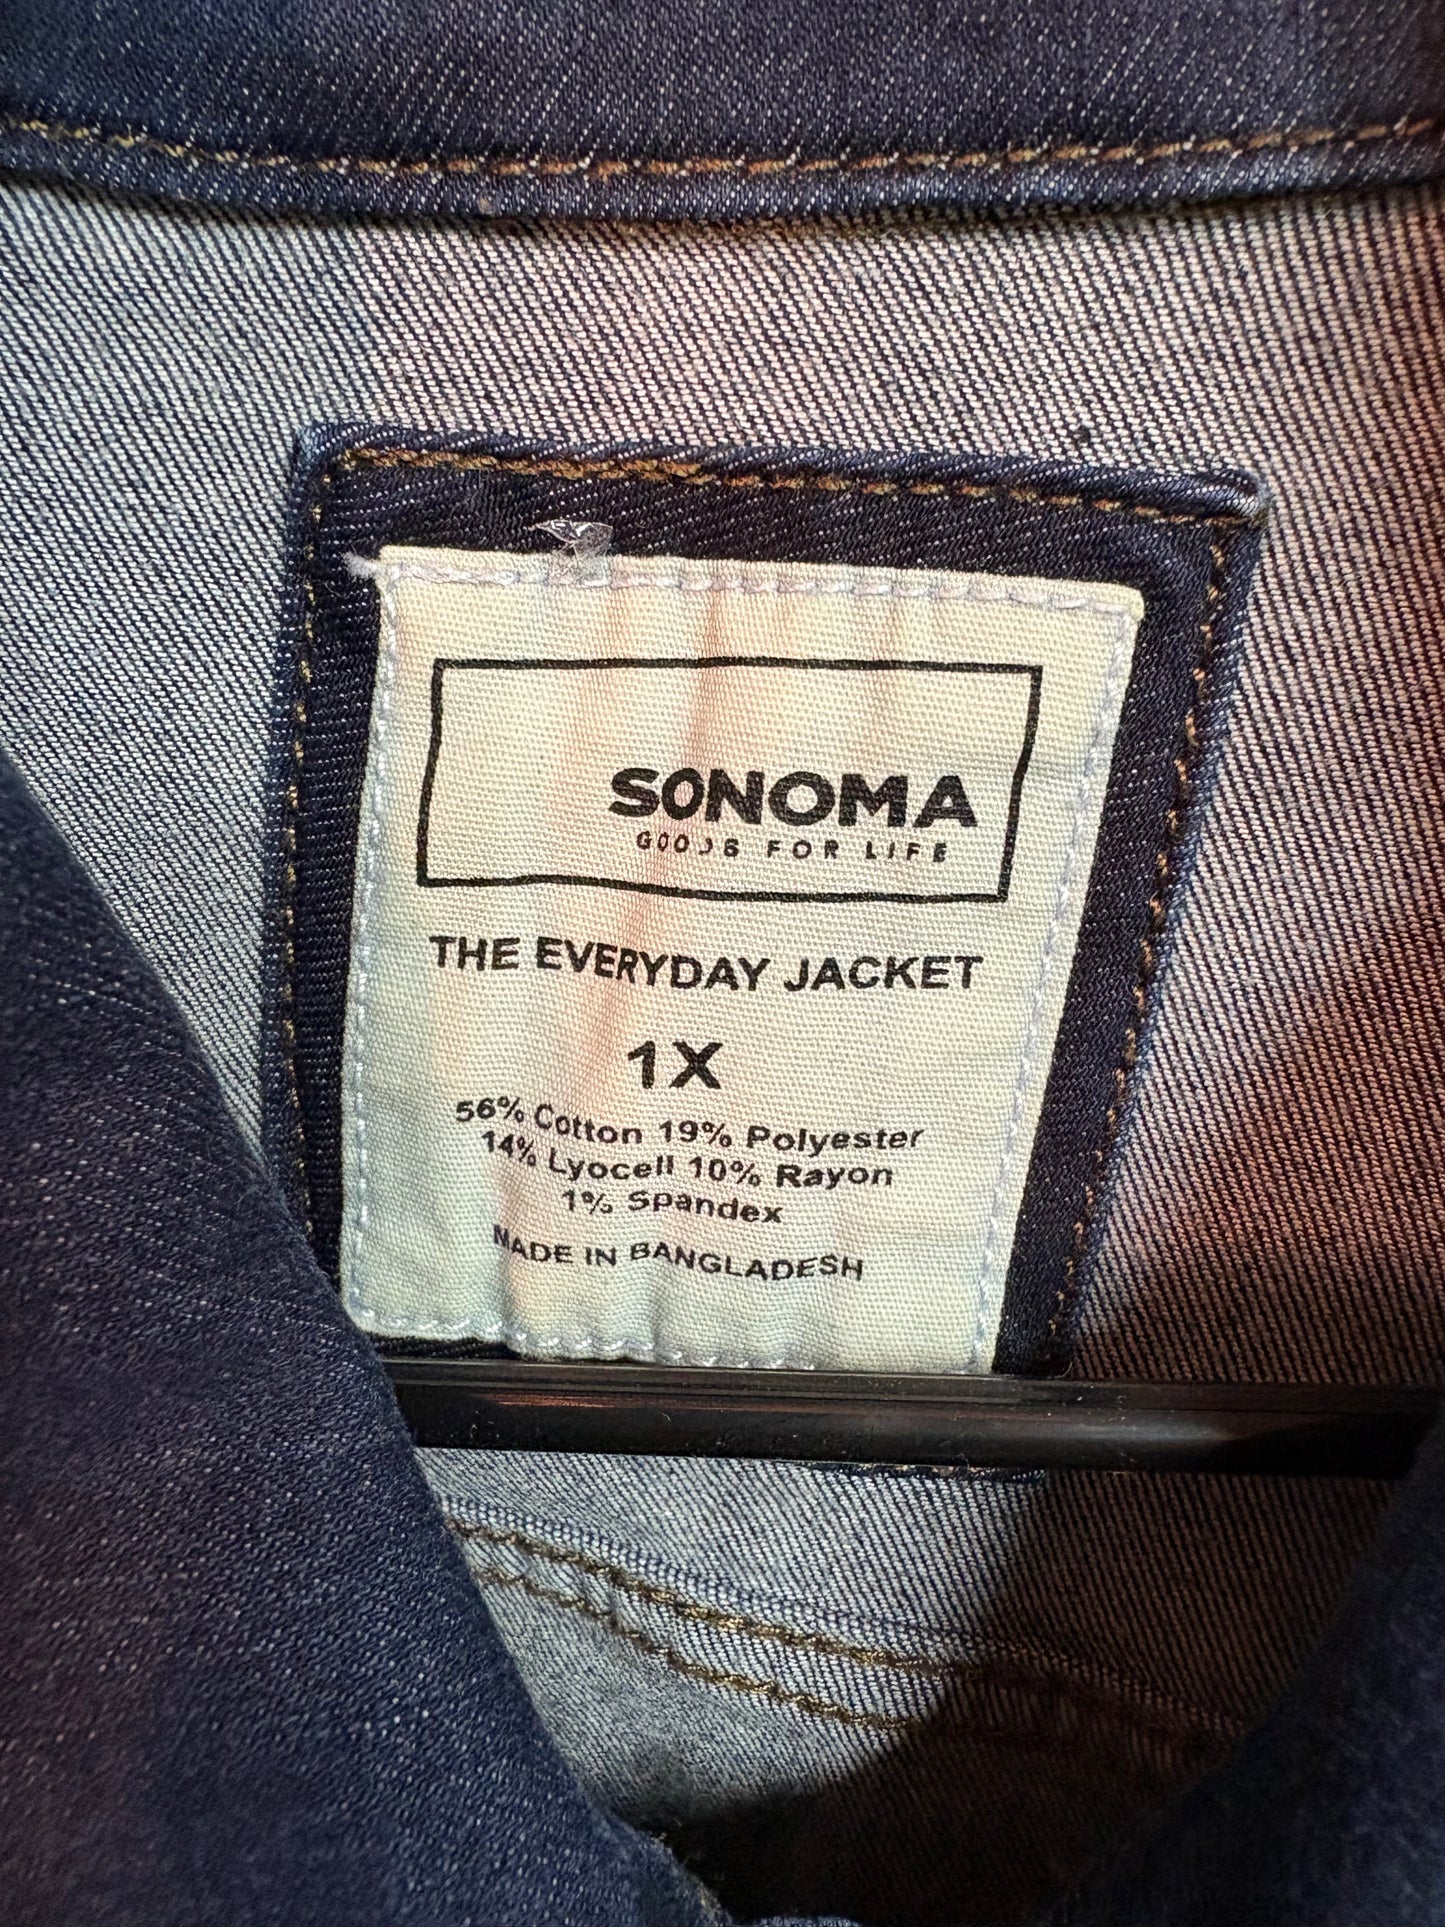 SONOMA
GOODS FOR LIFE
THE EVERYDAY JACKET
1X
56% Cotton 19% Polyester
14% Lyocell 10% Rayon
1% Spandex
MADE IN BANGLADESH